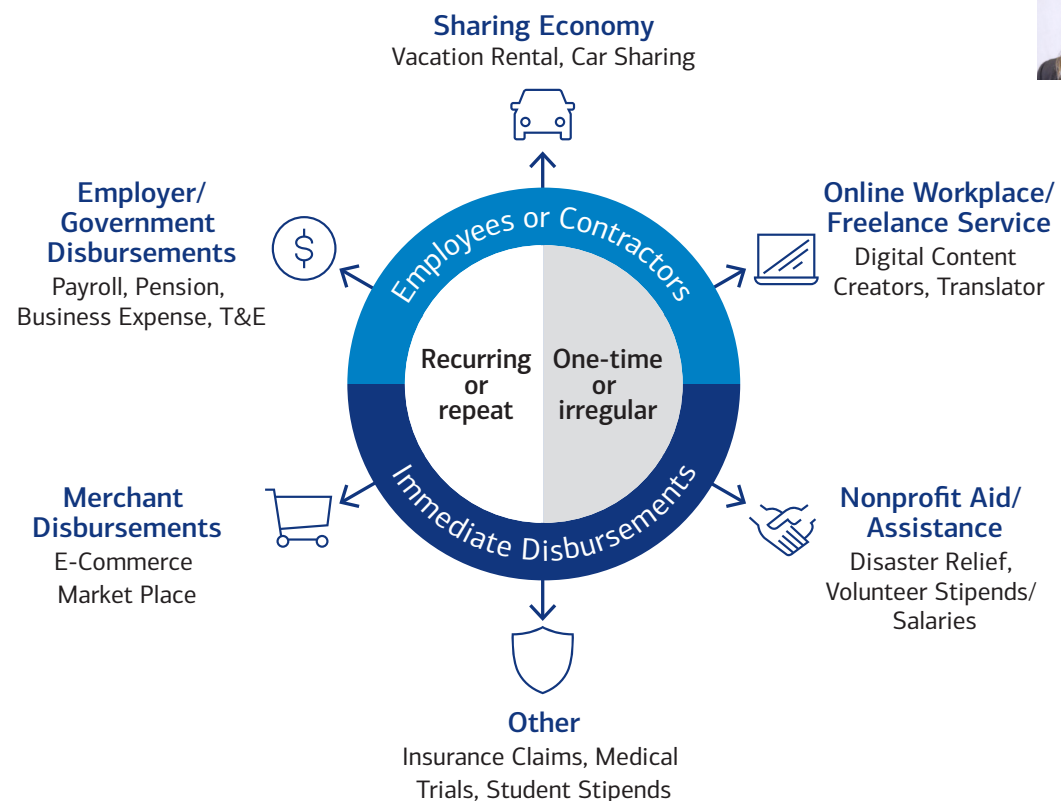 Sharing Economy
Vacation Rental, Car Sharing
Employer/
Government
Disbursements
Payroll, Pension,
Business Expense, T&E
$
Online Workplace/
Freelance Service
Digital Content
Creators, Translator
Employees or Contractors
Recurring
or
repeat
One-time
or
irregular
Immediate Disbursements
Merchant
Disbursements
E-Commerce
Market Place
Nonprofit Aid/
Assistance
Disaster Relief,
Volunteer Stipends/
Salaries
Other
Insurance Claims, Medical
Trials, Student Stipends